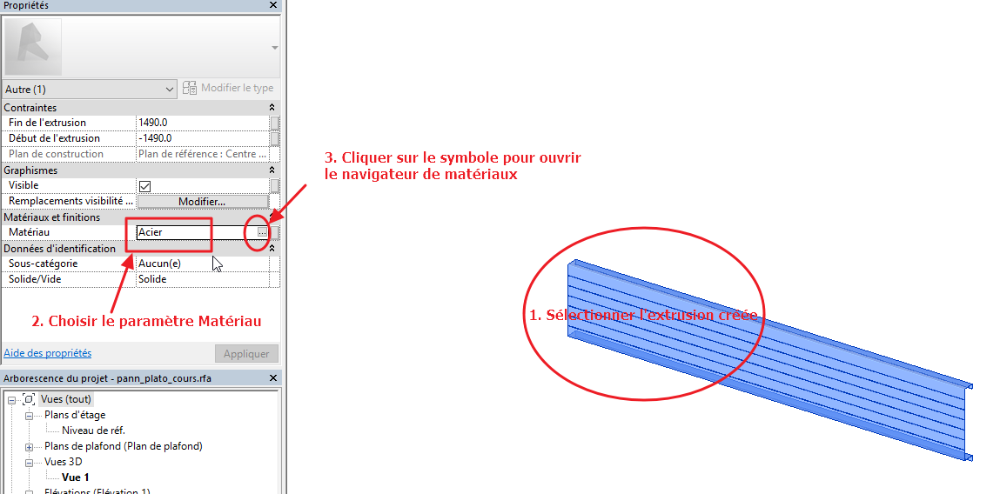 Propriétés
Autre (1)
Modifier le type
Contraintes
Fin de l'extrusion 1490.0
Début de l'extrusion -1490.0
Plan de construction Plan de référence : Centre ...
Graphismes
Visible
Remplacements visibilité ... Modifier...
Matériaux et finitions
Matériau Acier ...
Données d'identification
Sous-catégorie Aucun(e)
Solide/Vide Solide
3. Cliquer sur le symbole pour ouvrir
le navigateur de matériaux
1. Sélectionner l'extrusion créée
2. Choisir le paramètre Matériau
Aide des propriétés
Appliquer
Arborescence du projet - pann_plato_cours.rfa
Vues (tout)
Plans d'étage
Niveau de réf.
Plans de plafond (Plan de plafond)
Vues 3D
Vue 1
Elévations (Elévation 1)